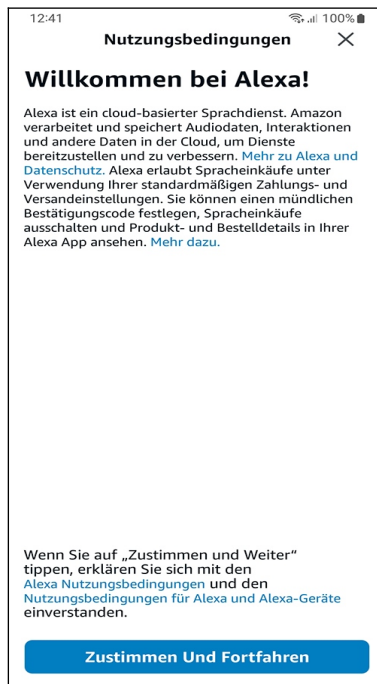 12:41
100%
Nutzungsbedingungen
Willkommen bei Alexa!
Alexa ist ein cloud-basierter Sprachdienst. Amazon
verarbeitet und speichert Audiodaten, Interaktionen
und andere Daten in der Cloud, um Dienste
bereitzustellen und zu verbessern. Mehr zu Alexa und
Datenschutz. Alexa erlaubt Spracheinkäufe unter
Verwendung Ihrer standardmäßigen Zahlungs- und
Versandeinstellungen. Sie können einen mündlichen
Bestätigungscode festlegen, Spracheinkäufe
ausschalten und Produkt- und Bestelldetails in Ihrer
Alexa App ansehen. Mehr dazu.
Wenn Sie auf „Zustimmen und Weiter“
tippen, erklären Sie sich mit den
Alexa Nutzungsbedingungen und den
Nutzungsbedingungen für Alexa und Alexa-Geräte
einverstanden.
Zustimmen Und Fortfahren